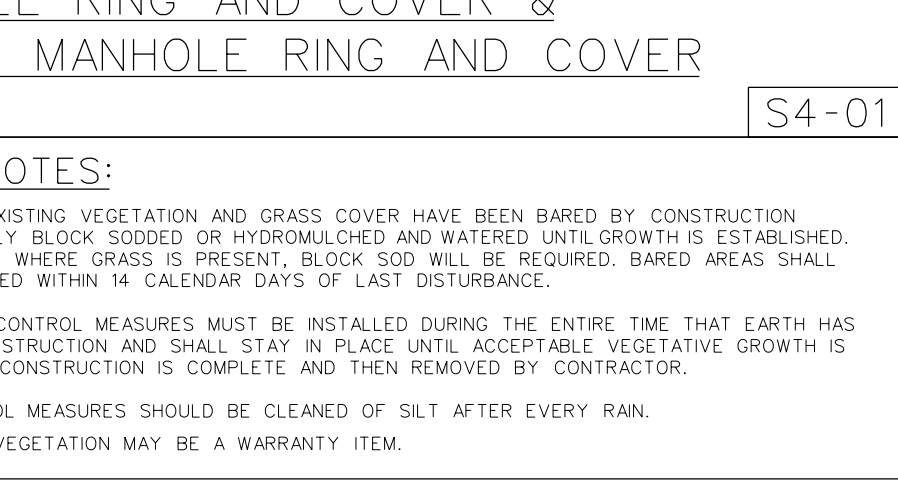 RING AND COVER &
MANHOLE RING AND COVER
S4-01
OTES:
XISTING VEGETATION AND GRASS COVER HAVE BEEN BARED BY CONSTRUCTION
LY BLOCK SODDED OR HYDROMULCHED AND WATERED UNTIL GROWTH IS ESTABLISHED.
WHERE GRASS IS PRESENT, BLOCK SOD WILL BE REQUIRED. BARED AREAS SHALL
ED WITHIN 14 CALENDAR DAYS OF LAST DISTURBANCE.
CONTROL MEASURES MUST BE INSTALLED DURING THE ENTIRE TIME THAT EARTH HAS
STRUCTION AND SHALL STAY IN PLACE UNTIL ACCEPTABLE VEGETATIVE GROWTH IS
CONSTRUCTION IS COMPLETE AND THEN REMOVED BY CONTRACTOR.
OL MEASURES SHOULD BE CLEANED OF SILT AFTER EVERY RAIN.
VEGETATION MAY BE A WARRANTY ITEM.